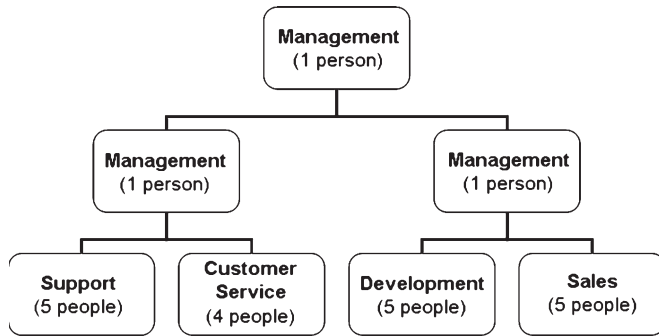 Management
(1 person)
Management
(1 person)
Management
(1 person)
Support
(5 people)
Customer
Service
(4 people)
Development
(5 people)
Sales
(5 people)